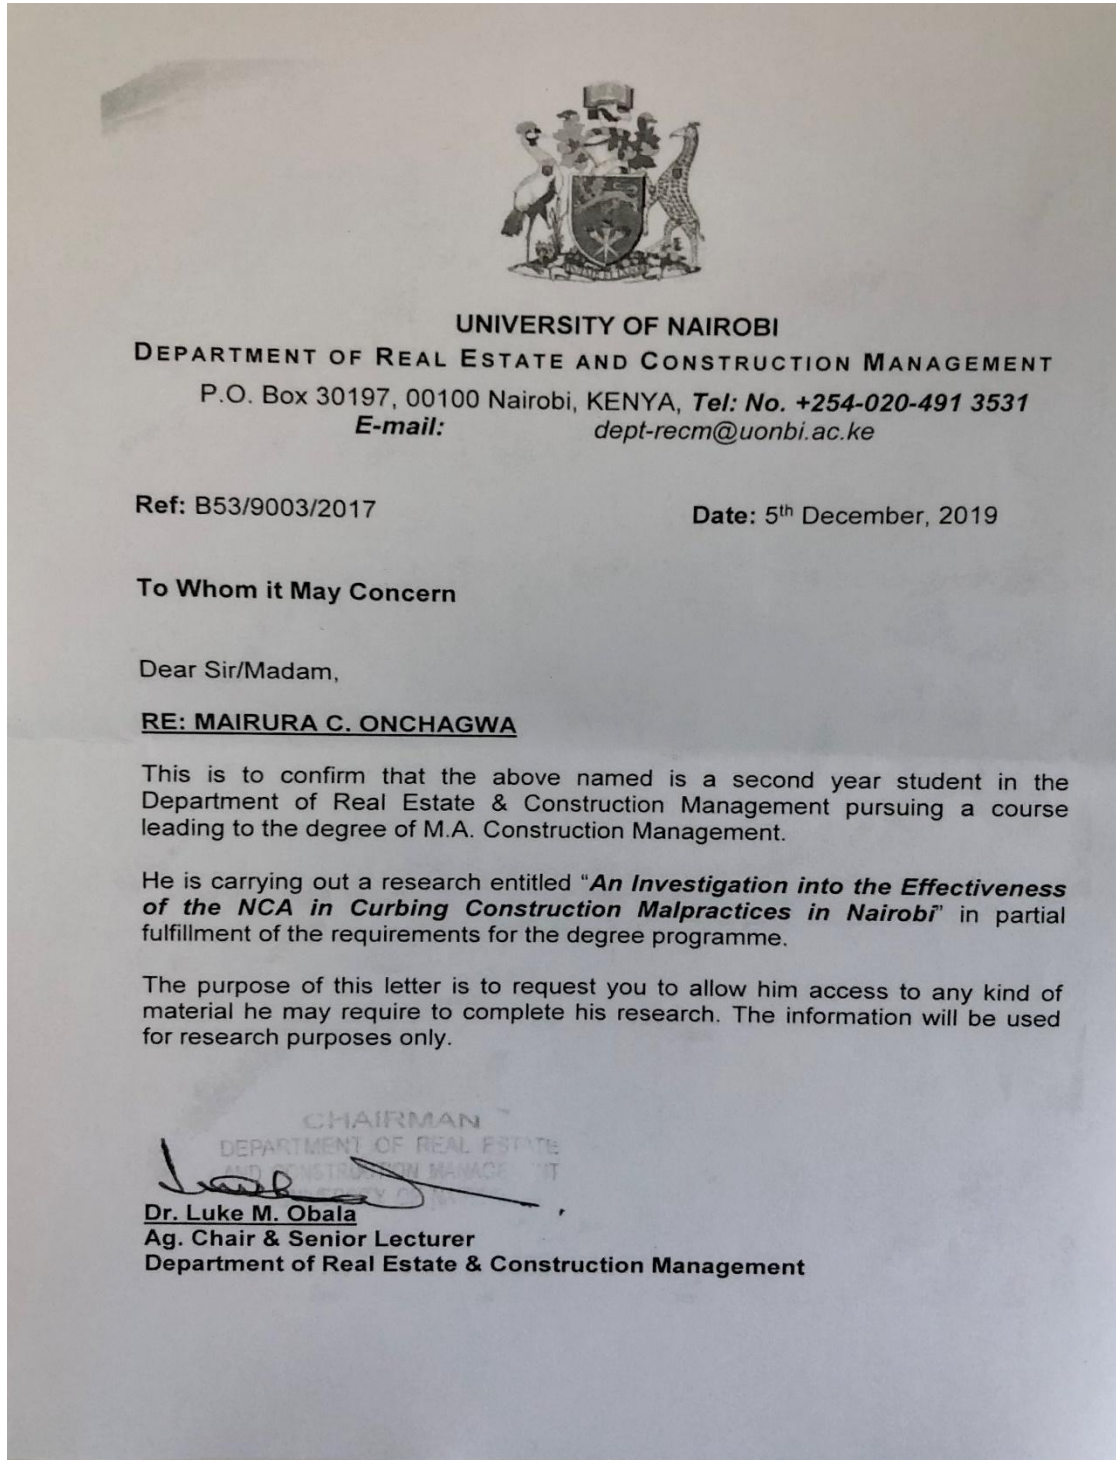 UNIVERSITY OF NAIROBI
DEPARTMENT OF REAL ESTATE AND CONSTRUCTION MANAGEMENT
P.O. Box 30197, 00100 Nairobi, KENYA, Tel: No. +254-020-491 3531
E-mail: dept-recm@uonbi.ac.ke
Ref: B53/9003/2017 Date: 5th December, 2019
To Whom it May Concern
Dear Sir/Madam,
RE: MAIRURA C. ONCHAGWA
This is to confirm that the above named is a second year student in the
Department of Real Estate & Construction Management pursuing a course
leading to the degree of M.A. Construction Management.
He is carrying out a research entitled “An Investigation into the Effectiveness
of the NCA in Curbing Construction Malpractices in Nairobi” in partial
fulfillment of the requirements for the degree programme.
The purpose of this letter is to request you to allow him access to any kind of
material he may require to complete his research. The information will be used
for research purposes only.
CHAIRMAN
DEPARTMENT OF REAL ESTATE
AND CONSTRUCTION
Dr. Luke M. Obala
Ag. Chair & Senior Lecturer
Department of Real Estate & Construction Management